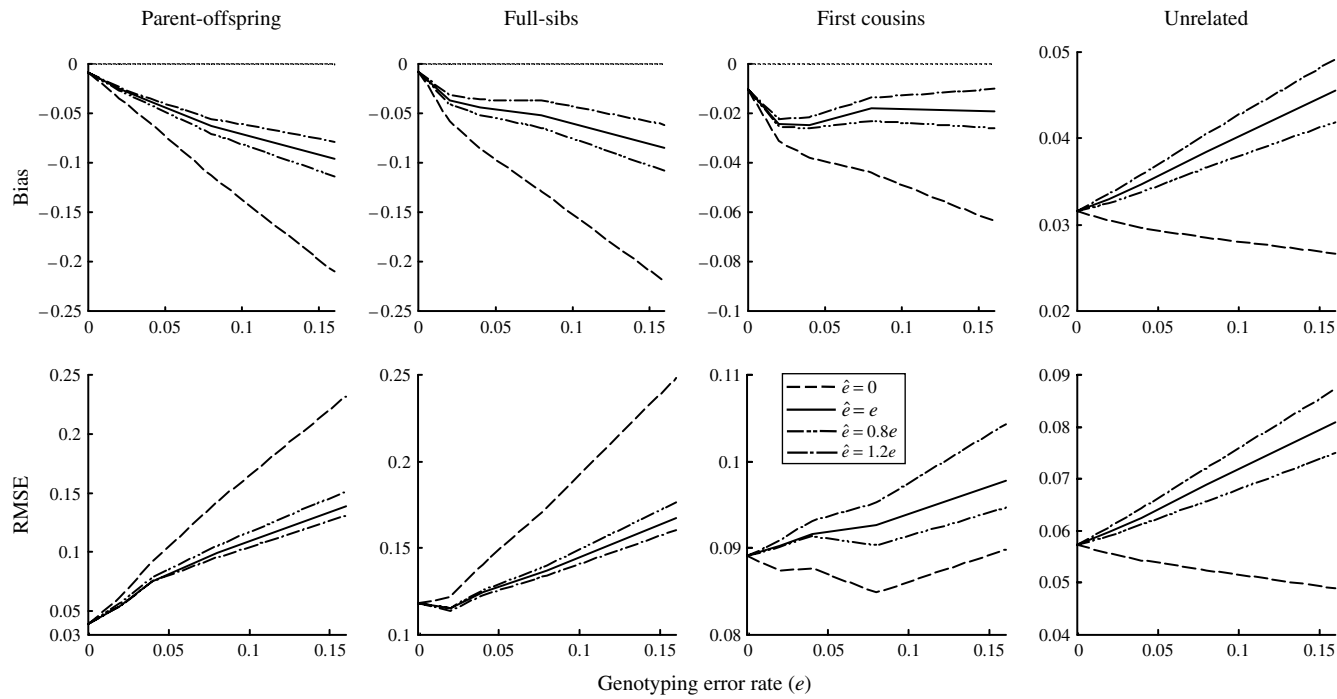 Parent-offspring
Full-sibs
First cousins
Unrelated
Bias
0
−0.05
−0.1
−0.15
−0.2
−0.25
0 0.05 0.1 0.15
0
−0.05
−0.1
−0.15
−0.2
−0.25
0 0.05 0.1 0.15
0
−0.02
−0.04
−0.06
−0.08
−0.1
0 0.05 0.1 0.15
0.05
0.04
0.03
0.02
0 0.05 0.1 0.15
RMSE
0.25
0.2
0.15
0.1
0.05
0.03
0 0.05 0.1 0.15
0.25
0.2
0.15
0.1
0 0.05 0.1 0.15
0.11
0.1
0.09
0.08
0 0.05 0.1 0.15
ê = 0
ê = e
ê = 0.8e
ê = 1.2e
0.09
0.08
0.07
0.06
0.05
0.04
0 0.05 0.1 0.15
Genotyping error rate (e)